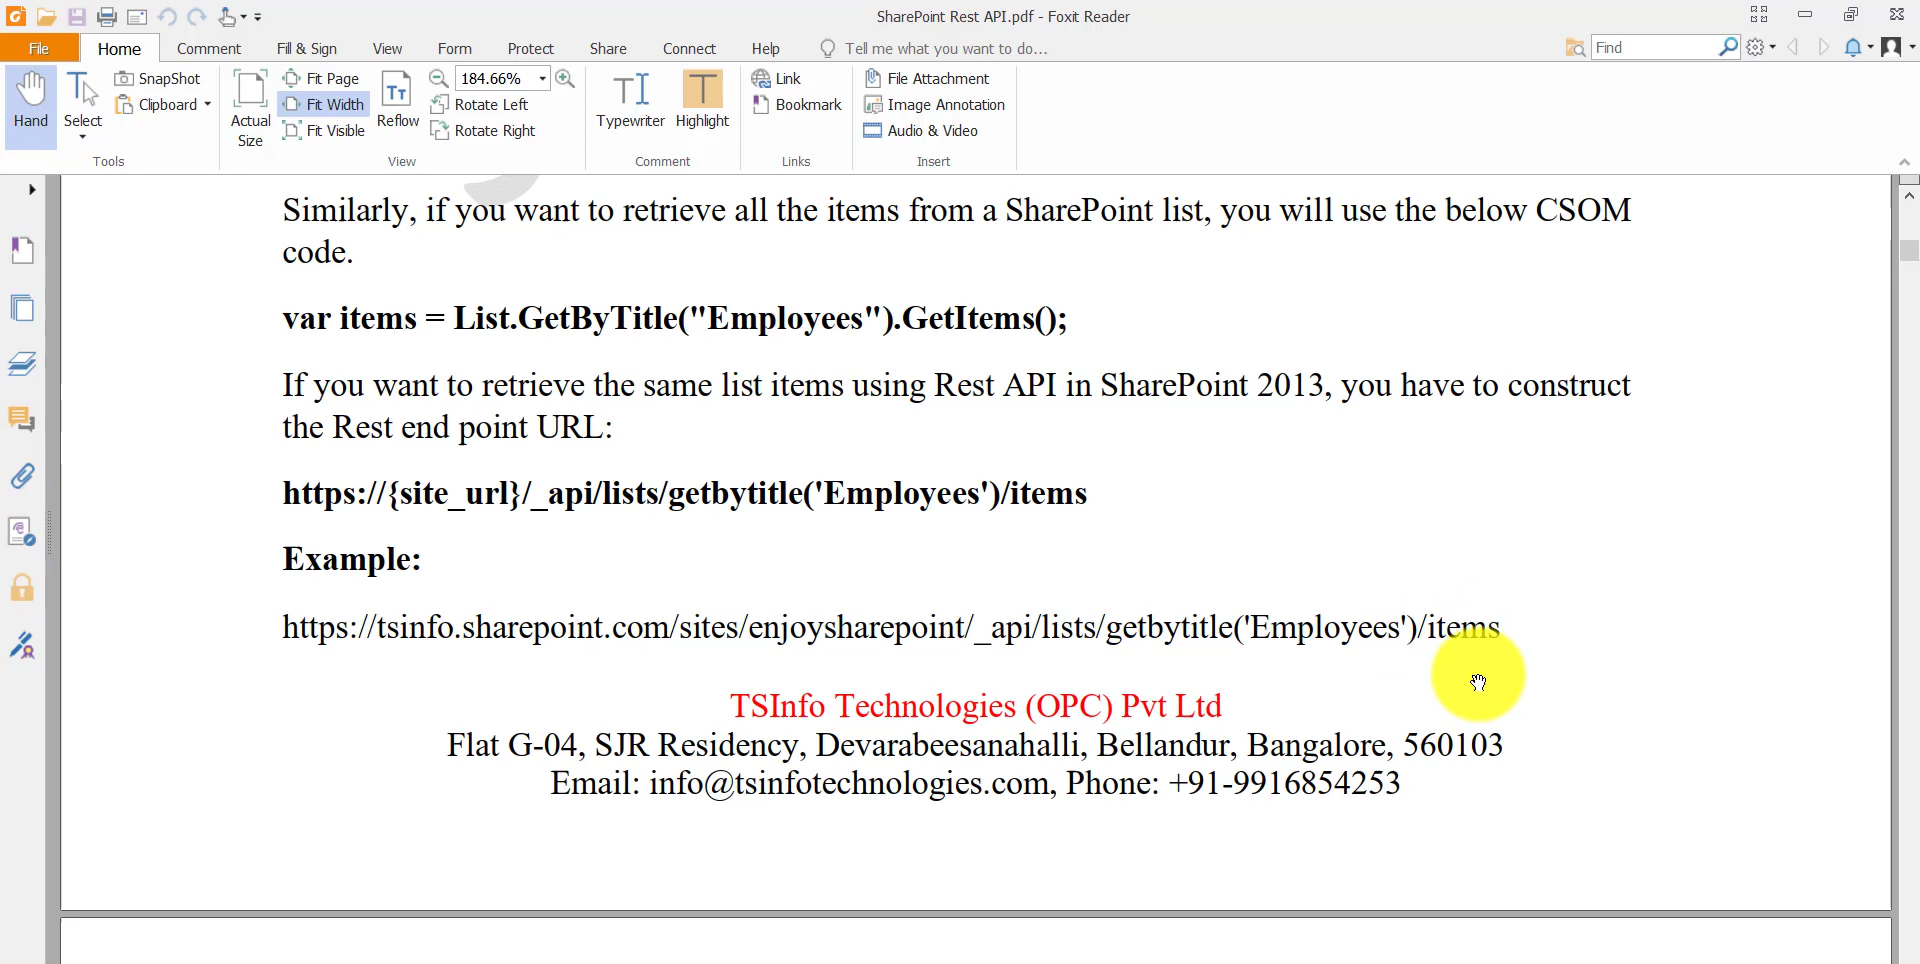 SharePoint Rest API.pdf - Foxit Reader
File Home Comment Fill & Sign View Form Protect Share Connect Help Tell me what you want to do... Find
Hand
Select
SnapShot
Clipboard
Tools
Actual
Size
Fit Page
Fit Width
Fit Visible
Reflow
184.66%
Rotate Left
Rotate Right
View
Typewriter
Highlight
Comment
Link
Bookmark
Links
File Attachment
Image Annotation
Audio & Video
Insert
Similarly, if you want to retrieve all the items from a SharePoint list, you will use the below CSOM
code.
var items = List.GetByTitle("Employees").GetItems();
If you want to retrieve the same list items using Rest API in SharePoint 2013, you have to construct
the Rest end point URL:
https://{site_url}/_api/lists/getbytitle('Employees')/items
Example:
https://tsinfo.sharepoint.com/sites/enjoysharepoint/_api/lists/getbytitle('Employees')/items
TSInfo Technologies (OPC) Pvt Ltd
Flat G-04, SJR Residency, Devarabeesanahalli, Bellandur, Bangalore, 560103
Email: info@tsinfotechnologies.com, Phone: +91-9916854253